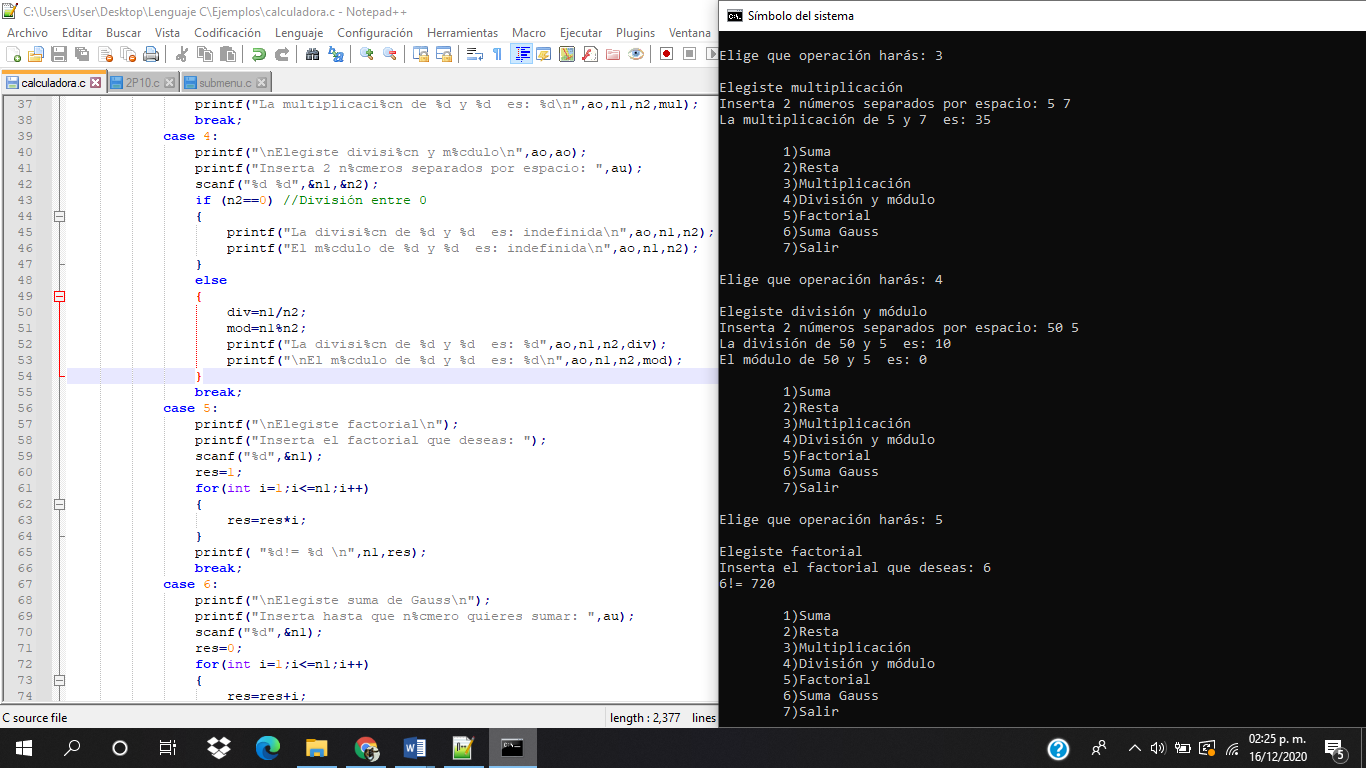 C:\Users\User\Desktop\Lenguaje C\Ejemplos\calculadora.c - Notepad++
Archivo Editar Buscar Vista Codificación Lenguaje Configuración Herramientas Macro Ejecutar Plugins Ventana
calculadora.c 2P10.c submenu.c
37 printf("La multiplicaci%cn de %d y %d  es: %d\n",ao,n1,n2,mul);
38 break;
39 case 4:
40 printf("\nElegiste divisi%cn y m%cdulo\n",ao,ao);
41 printf("Inserta 2 n%cmeros separados por espacio: ",au);
42 scanf("%d %d",&n1,&n2);
43 if (n2==0) //División entre 0
44 {
45 printf("La divisi%cn de %d y %d  es: indefinida\n",ao,n1,n2);
46 printf("El m%cdulo de %d y %d  es: indefinida\n",ao,n1,n2);
47 }
48 else
49 {
50 div=n1/n2;
51 mod=n1%n2;
52 printf("La divisi%cn de %d y %d  es: %d",ao,n1,n2,div);
53 printf("\nEl m%cdulo de %d y %d  es: %d\n",ao,n1,n2,mod);
54 }
55 break;
56 case 5:
57 printf("\nElegiste factorial\n");
58 printf("Inserta el factorial que deseas: ");
59 scanf("%d",&n1);
60 res=1;
61 for(int i=1;i<=n1;i++)
62 {
63 res=res*i;
64 }
65 printf( "%d!= %d \n",n1,res);
66 break;
67 case 6:
68 printf("\nElegiste suma de Gauss\n");
69 printf("Inserta hasta que n%cmero quieres sumar: ",au);
70 scanf("%d",&n1);
71 res=0;
72 for(int i=1;i<=n1;i++)
73 {
74 res=res+i;
C source file length : 2,377 lines
Símbolo del sistema
Elige que operación harás: 3
Elegiste multiplicación
Inserta 2 números separados por espacio: 5 7
La multiplicación de 5 y 7  es: 35
1)Suma
2)Resta
3)Multiplicación
4)División y módulo
5)Factorial
6)Suma Gauss
7)Salir
Elige que operación harás: 4
Elegiste división y módulo
Inserta 2 números separados por espacio: 50 5
La división de 50 y 5  es: 10
El módulo de 50 y 5  es: 0
1)Suma
2)Resta
3)Multiplicación
4)División y módulo
5)Factorial
6)Suma Gauss
7)Salir
Elige que operación harás: 5
Elegiste factorial
Inserta el factorial que deseas: 6
6!= 720
1)Suma
2)Resta
3)Multiplicación
4)División y módulo
5)Factorial
6)Suma Gauss
7)Salir
02:25 p. m.
16/12/2020
5